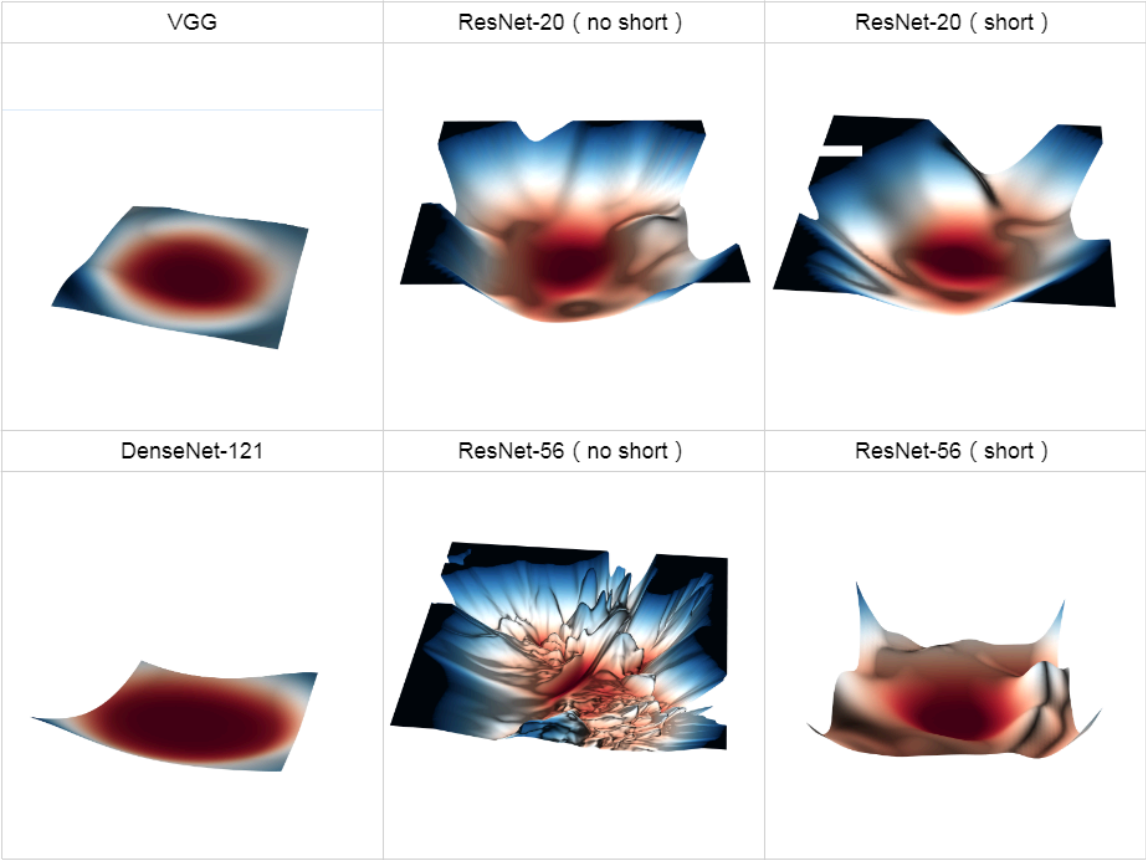 VGG
ResNet-20 ( no short )
ResNet-20 ( short )
DenseNet-121
ResNet-56 ( no short )
ResNet-56 ( short )